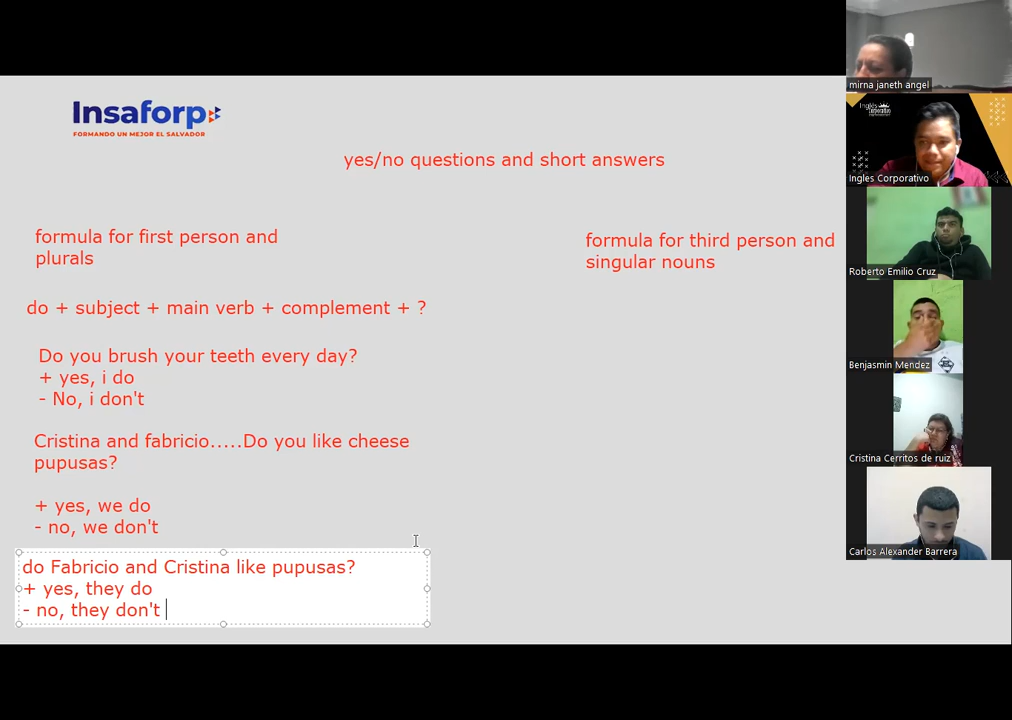 Insaforp
FORMANDO UN MEJOR EL SALVADOR
yes/no questions and short answers
formula for first person and
plurals
formula for third person and
singular nouns
do + subject + main verb + complement + ?
Do you brush your teeth every day?
+ yes, i do
- No, i don't
Cristina and fabricio.....Do you like cheese
pupusas?
+ yes, we do
- no, we don't
do Fabricio and Cristina like pupusas?
+ yes, they do
- no, they don't
mirna janeth angel
Inglés
Corporativo
Ingles Corporativo
Roberto Emilio Cruz
Benjasmin Mendez
Cristina Cerritos de ruiz
Carlos Alexander Barrera